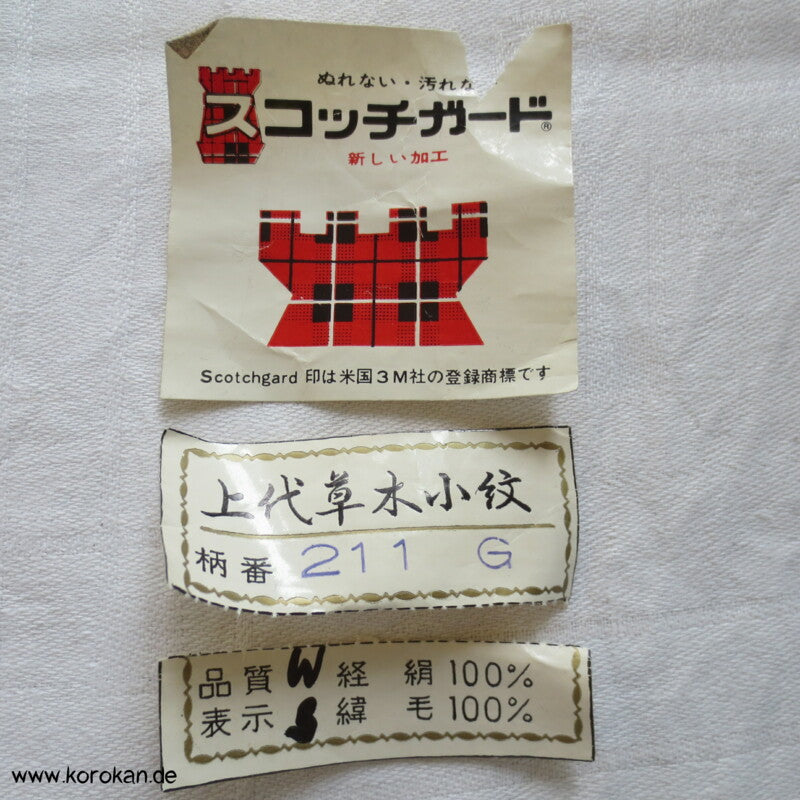 ぬれない・汚れな
スコッチガード®
新しい加工
Scotchgard 印は米国3M社の登録商標です
上代草木小紋
柄番 211 G
品質 W 経 絹 100%
表示 S 緯 毛 100%
www.korokan.de